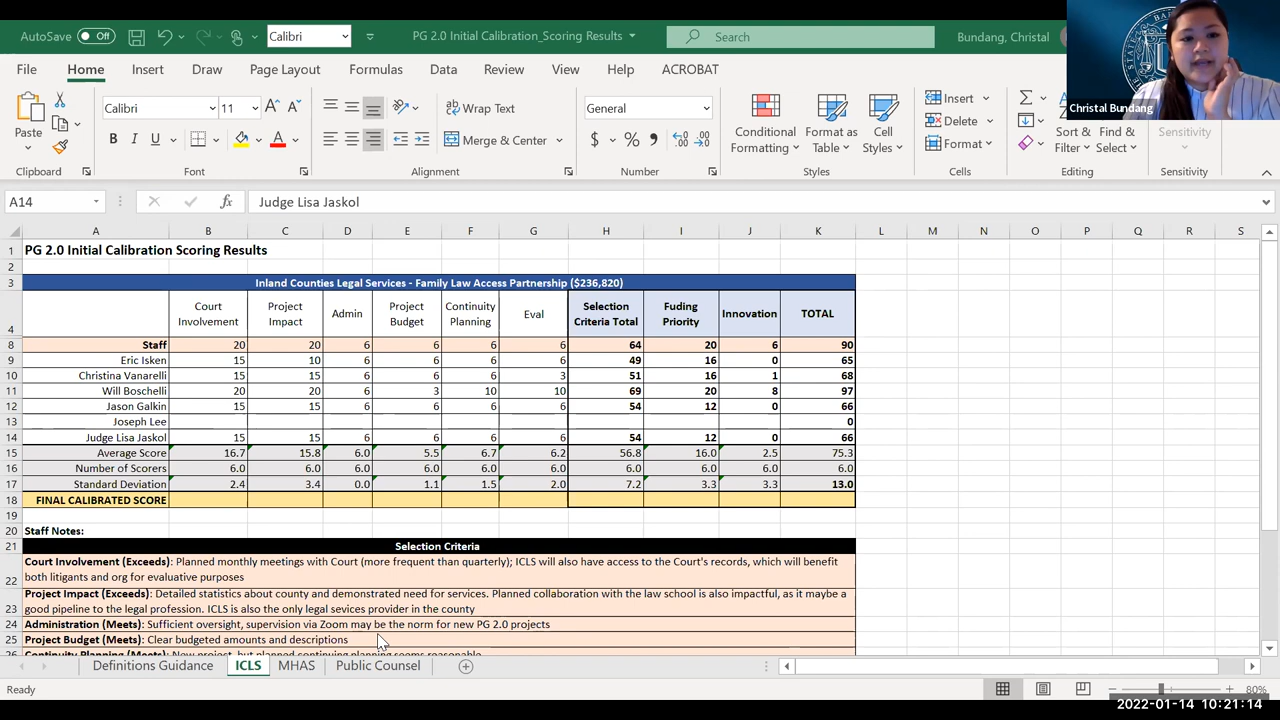 AutoSave Off Calibri PG 2.0 Initial Calibration_Scoring Results Search Bundang, Christal
File Home Insert Draw Page Layout Formulas Data Review View Help ACROBAT
Christal Bundang
Paste Calibri 11 Wrap Text General Conditional Formatting Format as Table Cell Styles Insert Sort & Filter Find & Select Sensitivity
B I U Merge & Center $ % Delete
Format
Clipboard Font Alignment Number Styles Cells Editing Sensitivity
A14 fx Judge Lisa Jaskol
A B C D E F G H I J K L M N O P Q R S
1 PG 2.0 Initial Calibration Scoring Results
2
3 Inland Counties Legal Services - Family Law Access Partnership ($236,820)
4 Court Involvement Project Impact Admin Project Budget Continuity Planning Eval Selection Criteria Total Fuding Priority Innovation TOTAL
8 Staff 20 20 6 6 6 6 64 20 6 90
9 Eric Isken 15 10 6 6 6 6 49 16 0 65
10 Christina Vanarelli 15 15 6 6 6 3 51 16 1 68
11 Will Boschelli 20 20 6 3 10 10 69 20 8 97
12 Jason Galkin 15 15 6 6 6 6 54 12 0 66
13 Joseph Lee 0
14 Judge Lisa Jaskol 15 15 6 6 6 6 54 12 0 66
15 Average Score 16.7 15.8 6.0 5.5 6.7 6.2 56.8 16.0 2.5 75.3
16 Number of Scorers 6.0 6.0 6.0 6.0 6.0 6.0 6.0 6.0 6.0 6.0
17 Standard Deviation 2.4 3.4 0.0 1.1 1.5 2.0 7.2 3.3 3.3 13.0
18 FINAL CALIBRATED SCORE
19
20 Staff Notes:
21 Selection Criteria
Court Involvement (Exceeds): Planned monthly meetings with Court (more frequent than quarterly); ICLS will also have access to the Court's records, which will benefit
22 both litigants and org for evaluative purposes
Project Impact (Exceeds): Detailed statistics about county and demonstrated need for services. Planned collaboration with the law school is also impactful, as it maybe a
23 good pipeline to the legal profession. ICLS is also the only legal sevices provider in the county
24 Administration (Meets): Sufficient oversight, supervision via Zoom may be the norm for new PG 2.0 projects
25 Project Budget (Meets): Clear budgeted amounts and descriptions
26 Continuity Planning (Meets): New project, but planned continuing planning seems reasonable
Definitions Guidance ICLS MHAS Public Counsel
Ready 80%
2022-01-14 10:21:14